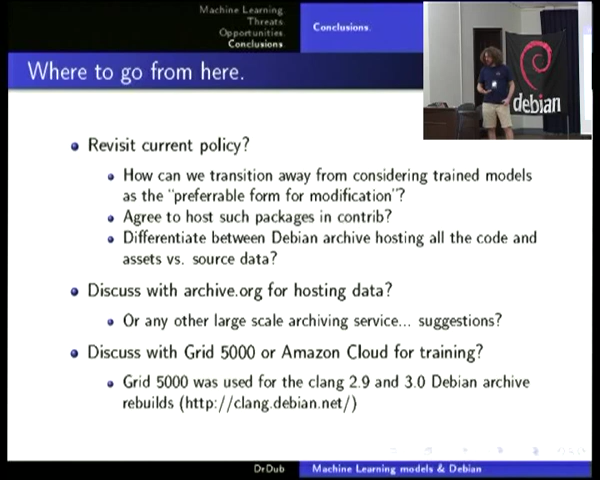 Machine Learning
Threats
Opportunities
Conclusions
Conclusions.
Where to go from here.
debian
Revisit current policy?
How can we transition away from considering trained models
as the "preferrable form for modification"?
Agree to host such packages in contrib?
Differentiate between Debian archive hosting all the code and
assets vs. source data?
Discuss with archive.org for hosting data?
Or any other large scale archiving service... suggestions?
Discuss with Grid 5000 or Amazon Cloud for training?
Grid 5000 was used for the clang 2.9 and 3.0 Debian archive
rebuilds (http://clang.debian.net/)
DrDub
Machine Learning models & Debian